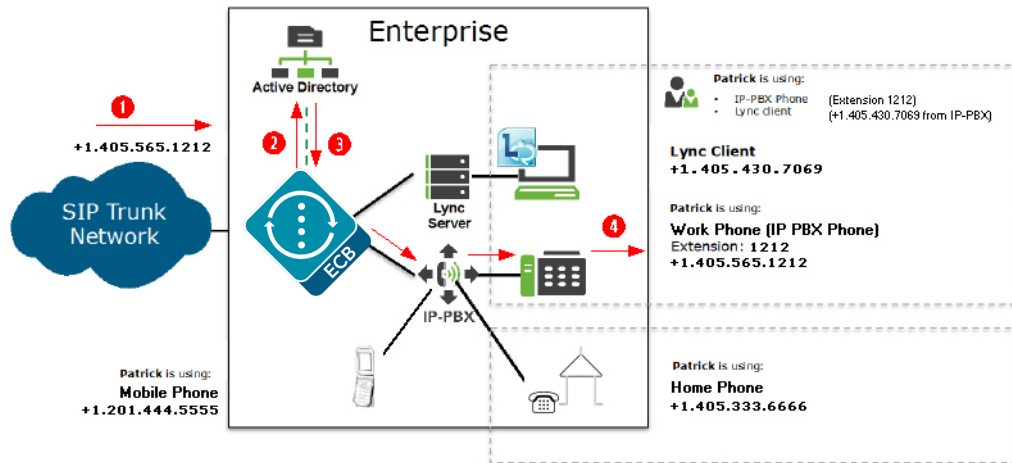 Enterprise
Active Directory
1
+1.405.565.1212
2
3
SIP Trunk
Network
ECB
Lync
Server
IP-PBX
4
Patrick is using:
• IP-PBX Phone (Extension 1212)
• Lync client (+1.405.430.7069 from IP-PBX)
Lync Client
+1.405.430.7069
Patrick is using:
Work Phone (IP PBX Phone)
Extension: 1212
+1.405.565.1212
Patrick is using:
Mobile Phone
+1.201.444.5555
Patrick is using:
Home Phone
+1.405.333.6666